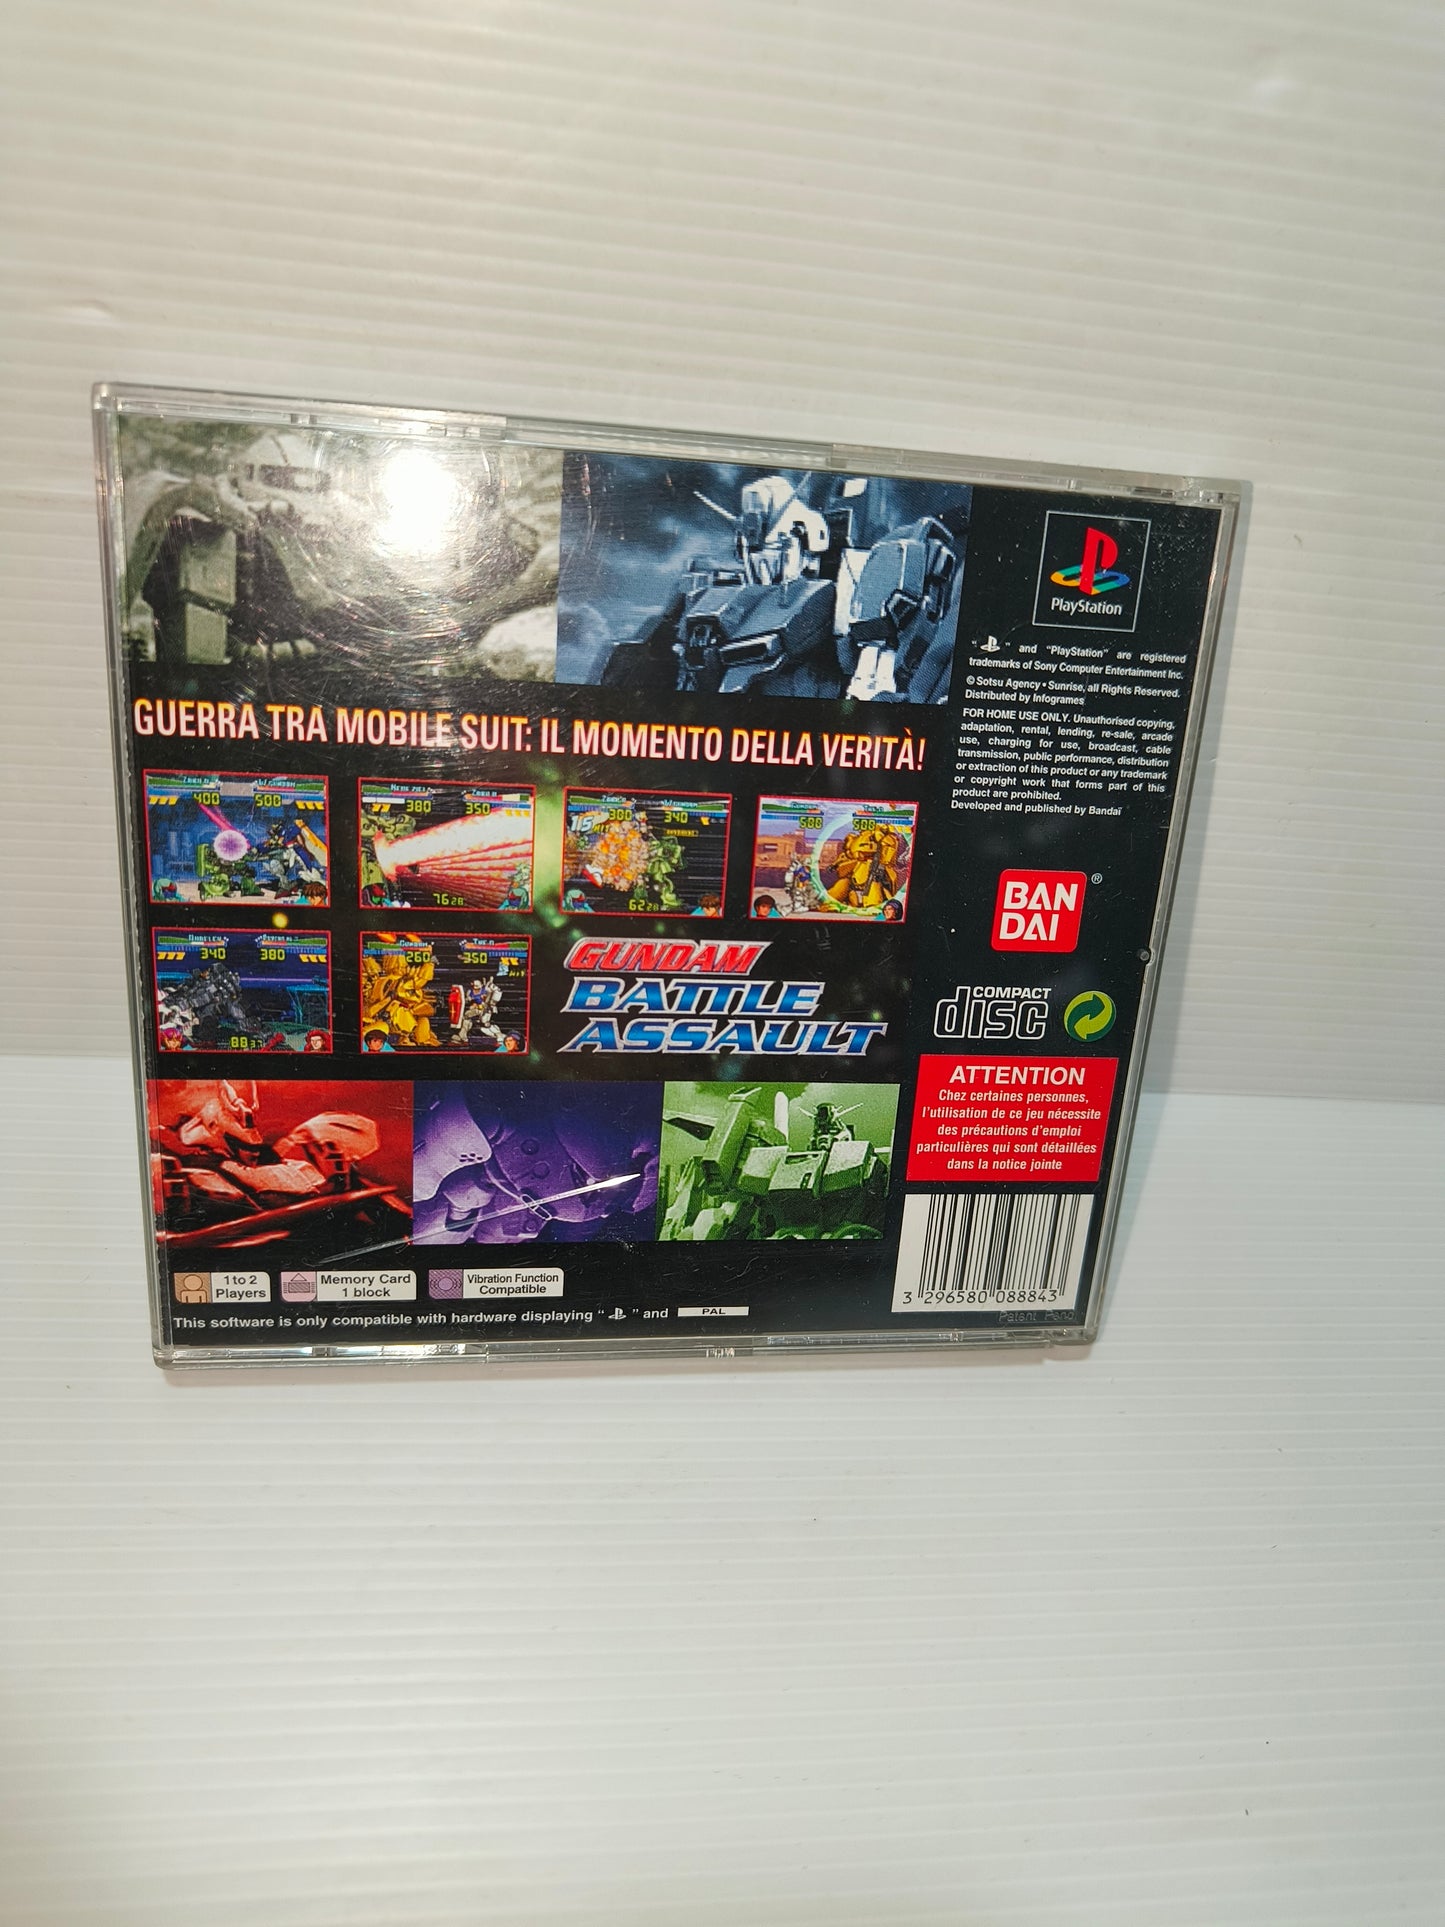 PlayStation
" " and "PlayStation" are registered
trademarks of Sony Computer Entertainment Inc.
© Sotsu Agency • Sunrise, all Rights Reserved.
Distributed by Infogrames
FOR HOME USE ONLY. Unauthorised copying,
adaptation, rental, lending, re-sale, arcade
use, charging for use, broadcast, cable
transmission, public performance, distribution
or extraction of this product or any trademark
or copyright work that forms part of this
product are prohibited.
Developed and published by Bandaï
GUERRA TRA MOBILE SUIT: IL MOMENTO DELLA VERITÀ!
400 500
380 350
76
300 340
15
62
500 500
340 380
88
GUNDAM
260 350
GUNDAM
BATTLE
ASSAULT
BAN
DAI
®
COMPACT
disc
ATTENTION
Chez certaines personnes,
l'utilisation de ce jeu nécessite
des précautions d'emploi
particulières qui sont détaillées
dans la notice jointe
3 296580 088843
Patent Pend
1 to 2
Players
Memory Card
1 block
Vibration Function
Compatible
This software is only compatible with hardware displaying " " and PAL